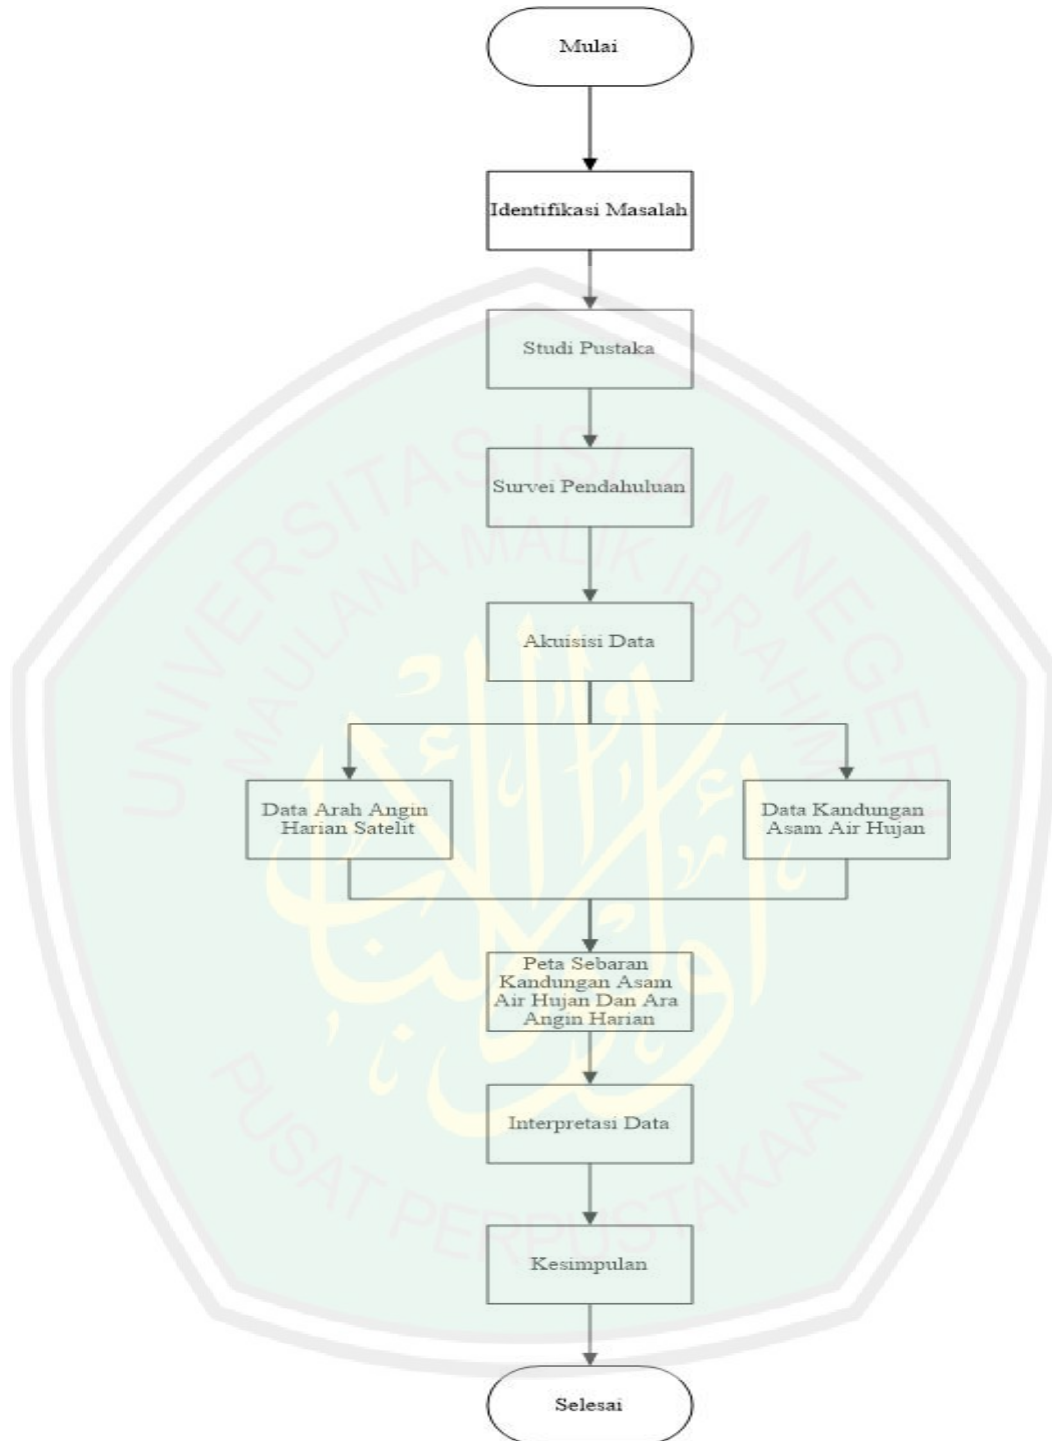 Mulai
Identifikasi Masalah
Studi Pustaka
Survei Pendahuluan
UNIVERSITAS ISLAM NEGERI
MAULANA MALIK IBRAHIM
Akuisisi Data
Data Arah Angin
Harian Satelit
Data Kandungan
Asam Air Hujan
Peta Sebaran
Kandungan Asam
Air Hujan Dan Ara
Angin Harian
Interpretasi Data
PUSAT PERPUSTAKAAN
Kesimpulan
Selesai